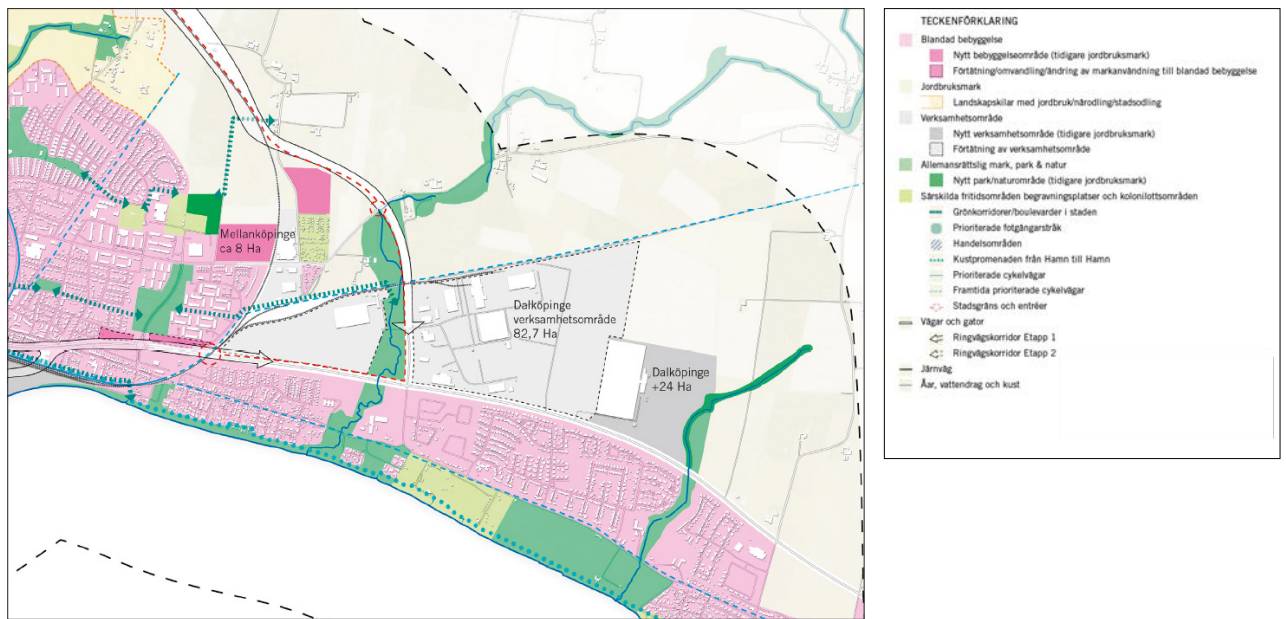 Mellanköpinge
ca 8 Ha
Dalköpinge
verksamhetsområde
82,7 Ha
Dalköpinge
+24 Ha
TECKENFÖRKLARING
Blandad bebyggelse
Nytt bebyggelseområde (tidigare jordbruksmark)
Förtätning/omvandling/ändring av markanvändning till blandad bebyggelse
Jordbruksmark
Landskapskilar med jordbruk/närodling/stadsodling
Verksamhetsområde
Nytt verksamhetsområde (tidigare jordbruksmark)
Förtätning av verksamhetsområde
Allemansrättslig mark, park & natur
Nytt park/naturområde (tidigare jordbruksmark)
Särskilda fritidsområden begravningsplatser och kolonilottsområden
Grönkorridorer/boulevarder i staden
Prioriterade fotgängarstråk
Handelsområden
Kustpromenaden från Hamn till Hamn
Prioriterade cykelvägar
Framtida prioriterade cykelvägar
Stadsgräns och entréer
Vägar och gator
Ringvägskorridor Etapp 1
Ringvägskorridor Etapp 2
Järnväg
Åar, vattendrag och kust